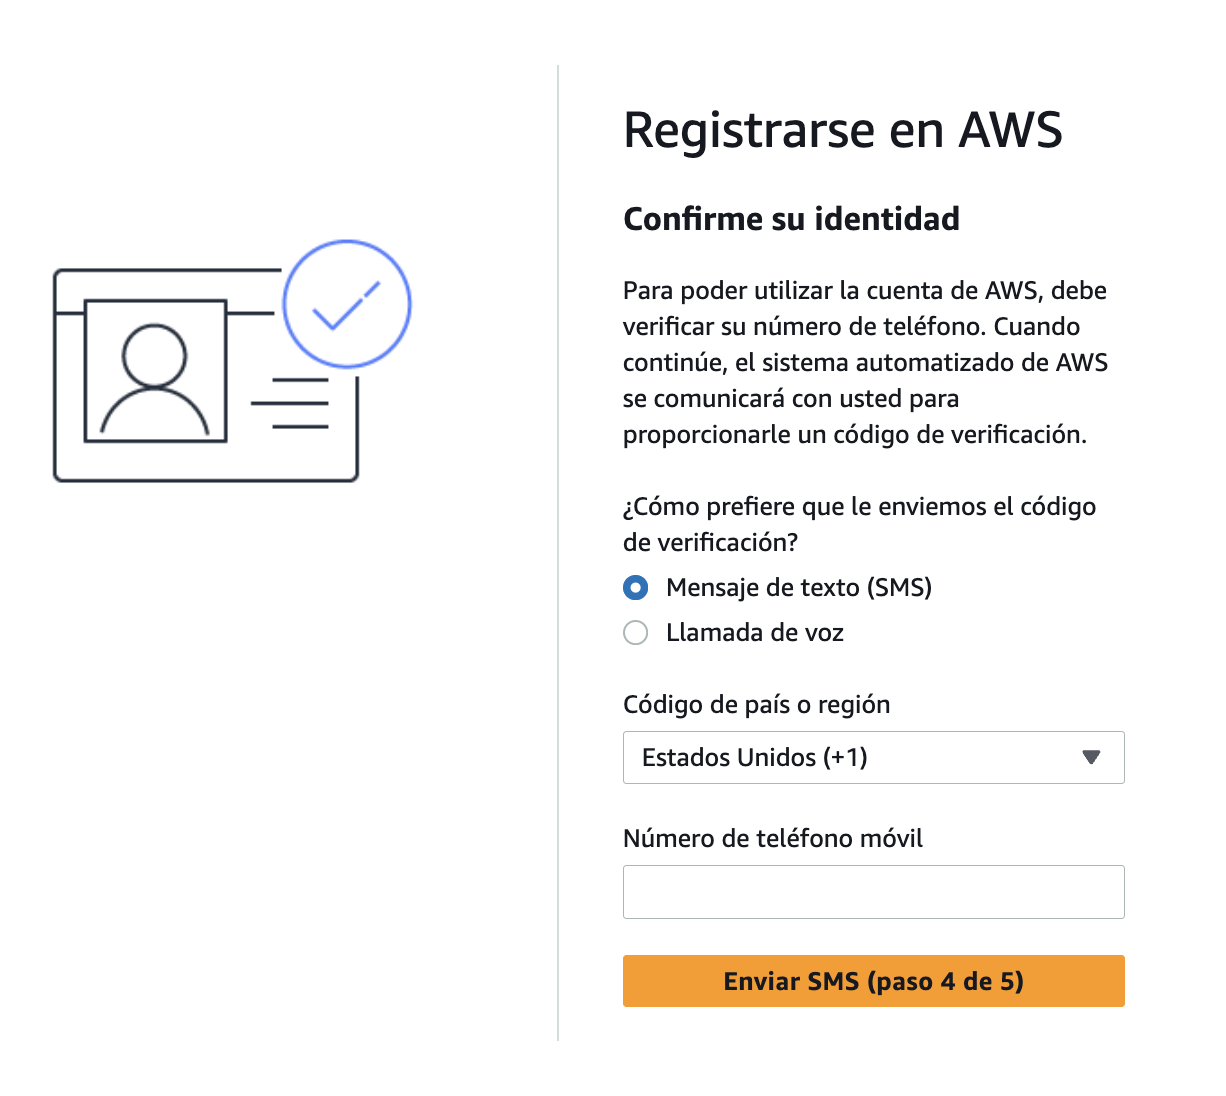 Registrarse en AWS
Confirme su identidad
Para poder utilizar la cuenta de AWS, debe
verificar su número de teléfono. Cuando
continúe, el sistema automatizado de AWS
se comunicará con usted para
proporcionarle un código de verificación.
¿Cómo prefiere que le enviemos el código
de verificación?
Mensaje de texto (SMS)
Llamada de voz
Código de país o región
Estados Unidos (+1)
Número de teléfono móvil
Enviar SMS (paso 4 de 5)